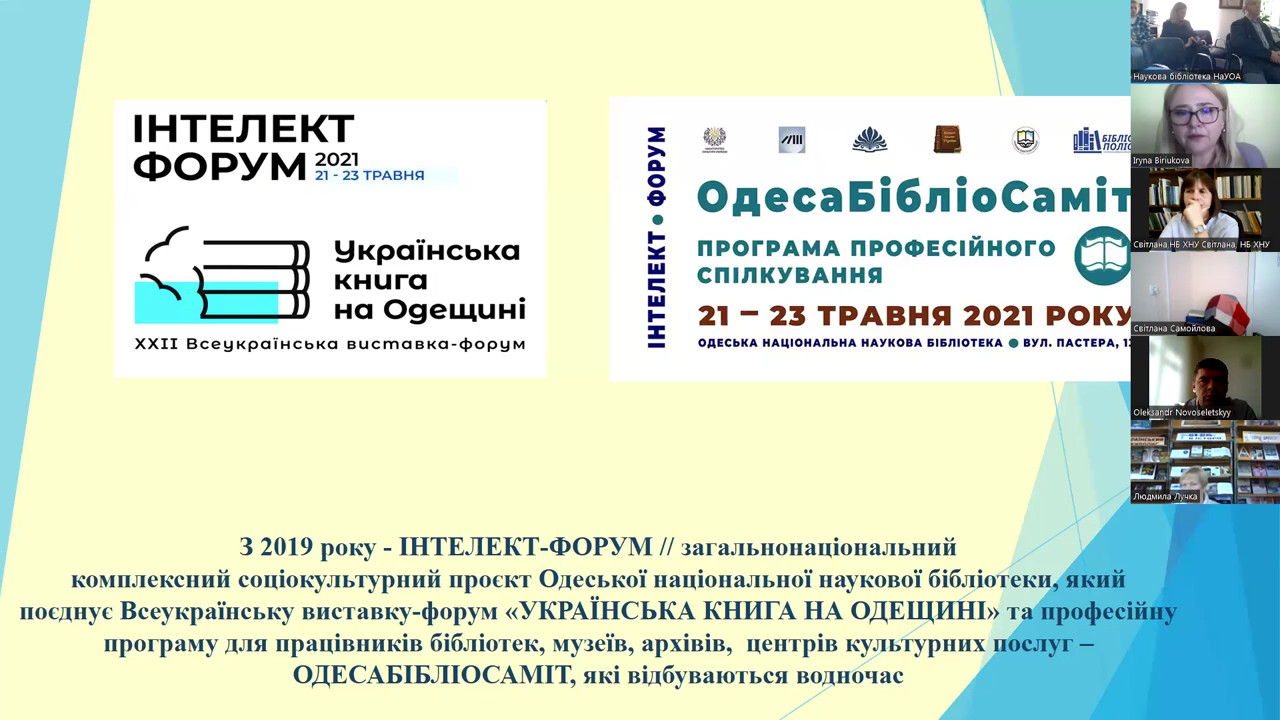 ІНТЕЛЕКТ
ФОРУМ 2021
21 - 23 ТРАВНЯ
Українська
книга
на Одещині
XXII Всеукраїнська виставка-форум
ІНТЕЛЕКТ • ФОРУМ
ОдесаБібліоСаміт
ПРОГРАМА ПРОФЕСІЙНОГО
СПІЛКУВАННЯ
21 – 23 ТРАВНЯ 2021 РОКУ
ОДЕСЬКА НАЦІОНАЛЬНА НАУКОВА БІБЛІОТЕКА ● ВУЛ. ПАСТЕРА, 13
З 2019 року - ІНТЕЛЕКТ-ФОРУМ // загальнонаціональний
комплексний соціокультурний проєкт Одеської національної наукової бібліотеки, який
поєднує Всеукраїнську виставку-форум «УКРАЇНСЬКА КНИГА НА ОДЕЩИНІ» та професійну
програму для працівників бібліотек, музеїв, архівів, центрів культурних послуг –
ОДЕСАБІБЛІОСАМІТ, які відбуваються водночас
Наукова бібліотека НаУОА
Iryna Biriukova
Світлана,НБ ХНУ Світлана, НБ ХНУ
Світлана Самойлова
Oleksandr Novoseletskyy
Людмила Лучка